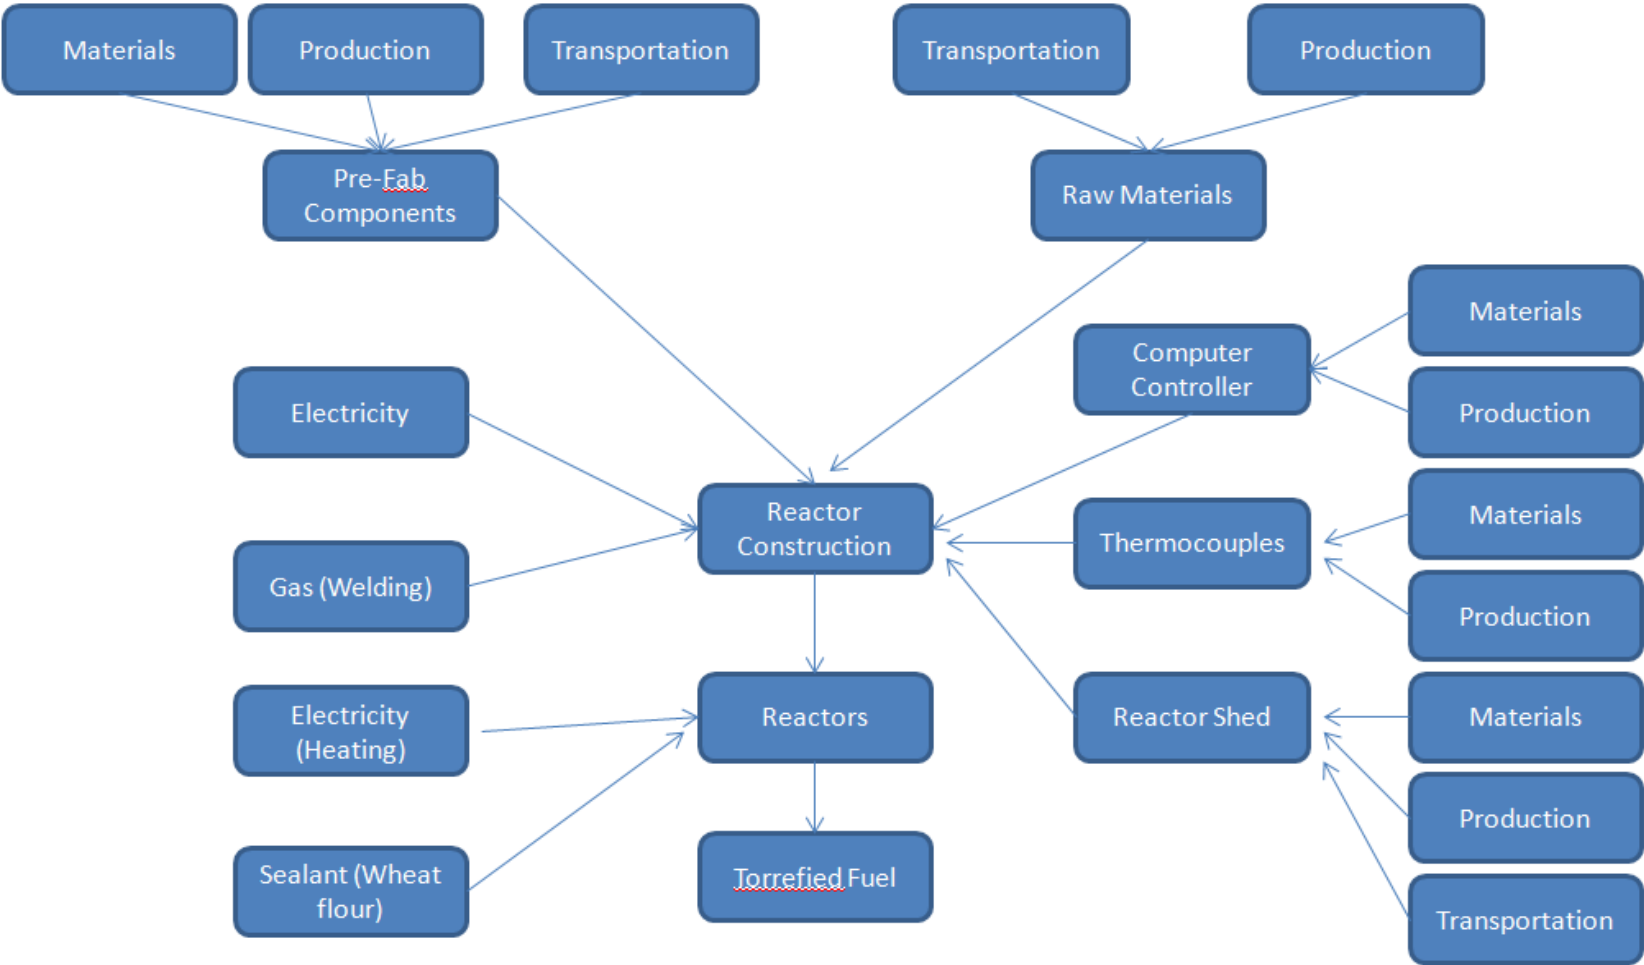 Materials
Production
Transportation
Transportation
Production
Pre-Fab
Components
Raw Materials
Materials
Computer
Controller
Electricity
Production
Reactor
Construction
Materials
Thermocouples
Gas (Welding)
Production
Electricity
(Heating)
Reactors
Reactor Shed
Materials
Production
Sealant (Wheat
flour)
Torrefied Fuel
Transportation